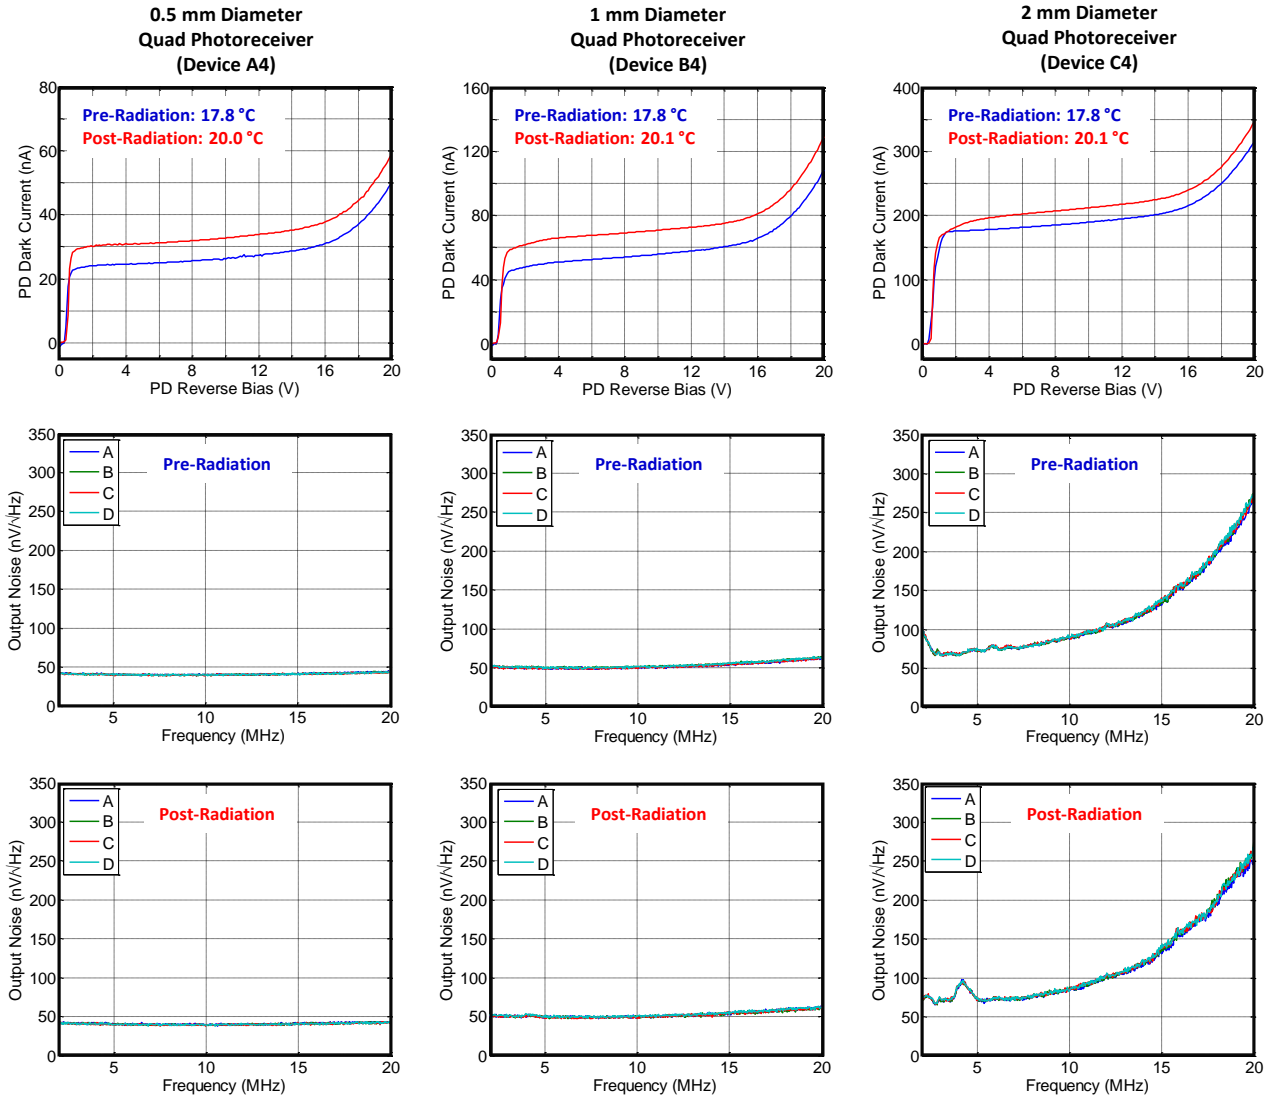 0.5 mm Diameter
Quad Photoreceiver
(Device A4)
1 mm Diameter
Quad Photoreceiver
(Device B4)
2 mm Diameter
Quad Photoreceiver
(Device C4)
80
60
40
20
0
PD Dark Current (nA)
Pre-Radiation: 17.8 °C
Post-Radiation: 20.0 °C
0 4 8 12 16 20
PD Reverse Bias (V)
160
120
80
40
0
PD Dark Current (nA)
Pre-Radiation: 17.8 °C
Post-Radiation: 20.1 °C
0 4 8 12 16 20
PD Reverse Bias (V)
400
300
200
100
0
PD Dark Current (nA)
Pre-Radiation: 17.8 °C
Post-Radiation: 20.1 °C
0 4 8 12 16 20
PD Reverse Bias (V)
350
300
250
200
150
100
50
0
Output Noise (nV/√Hz)
A
B
C
D
Pre-Radiation
5 10 15 20
Frequency (MHz)
350
300
250
200
150
100
50
0
Output Noise (nV/√Hz)
A
B
C
D
Pre-Radiation
5 10 15 20
Frequency (MHz)
350
300
250
200
150
100
50
0
Output Noise (nV/√Hz)
A
B
C
D
Pre-Radiation
5 10 15 20
Frequency (MHz)
350
300
250
200
150
100
50
0
Output Noise (nV/√Hz)
A
B
C
D
Post-Radiation
5 10 15 20
Frequency (MHz)
350
300
250
200
150
100
50
0
Output Noise (nV/√Hz)
A
B
C
D
Post-Radiation
5 10 15 20
Frequency (MHz)
350
300
250
200
150
100
50
0
Output Noise (nV/√Hz)
A
B
C
D
Post-Radiation
5 10 15 20
Frequency (MHz)